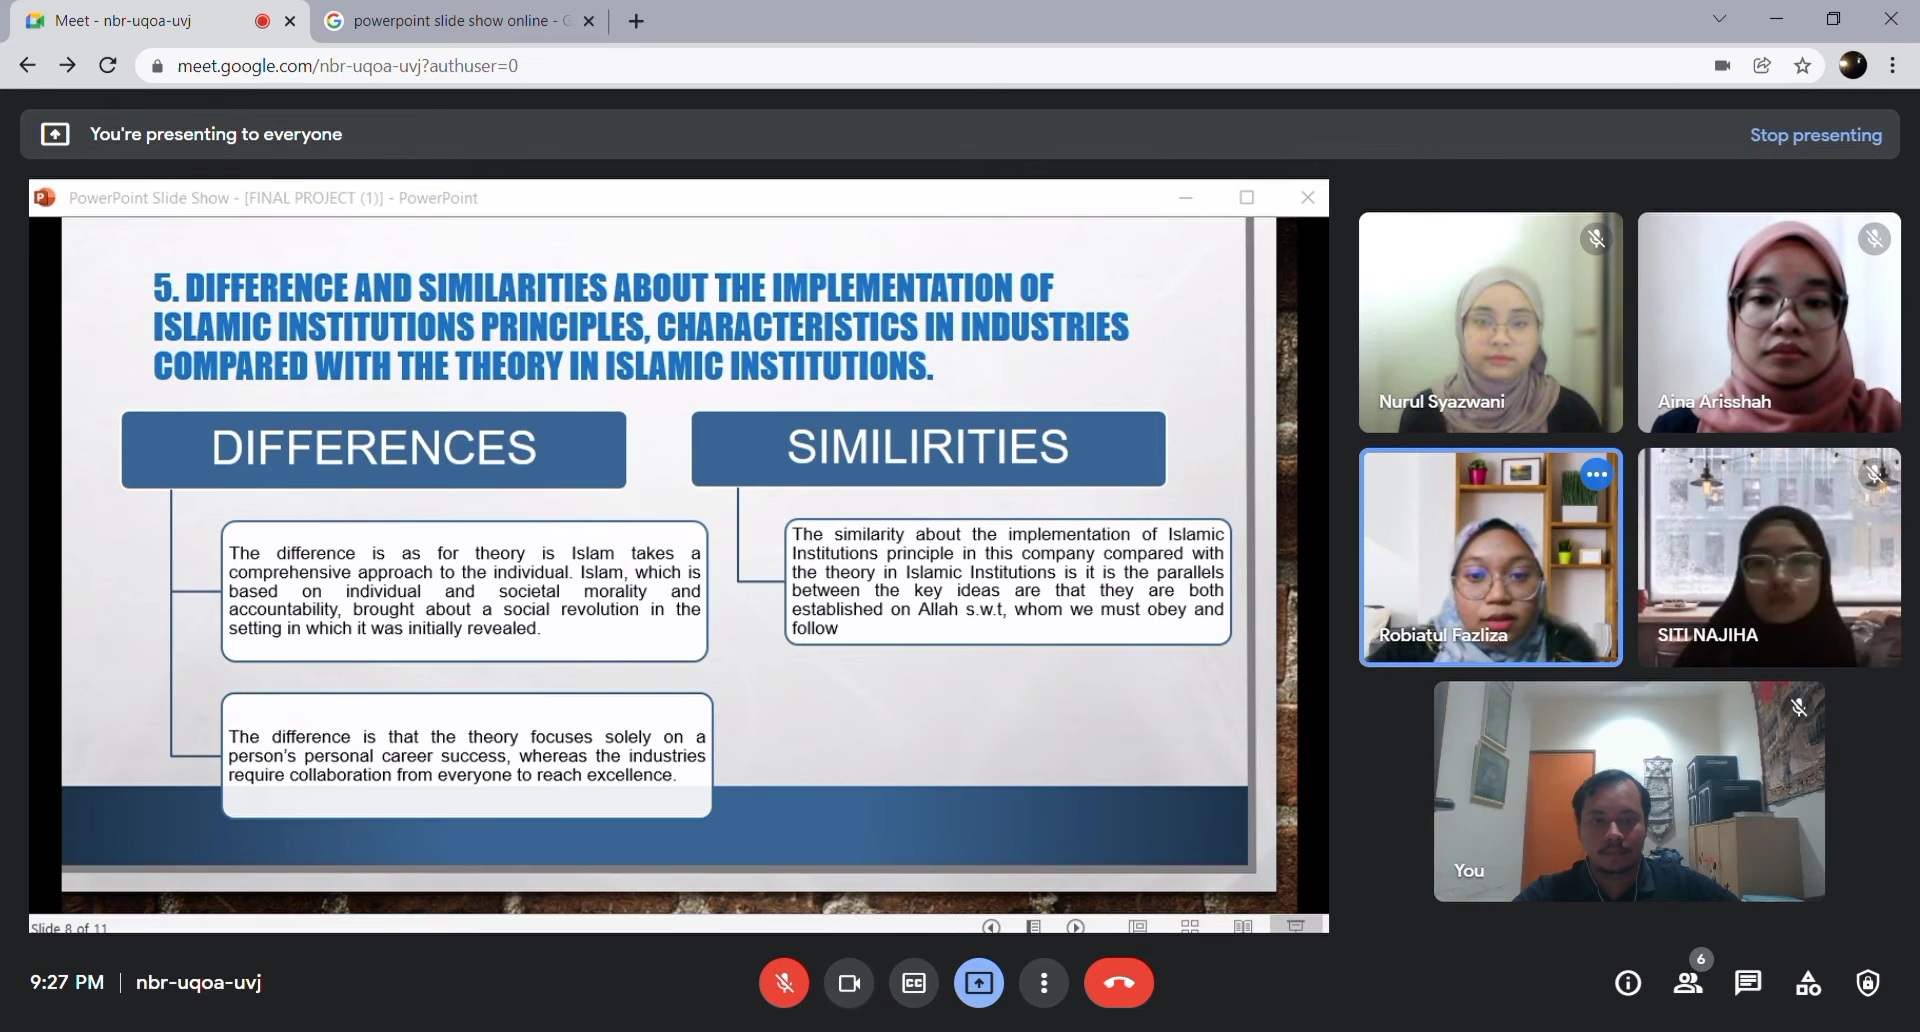 Meet - nbr-uqoa-uvj
powerpoint slide show online - G
meet.google.com/nbr-uqoa-uvj?authuser=0
You're presenting to everyone
Stop presenting
PowerPoint Slide Show - [FINAL PROJECT (1)] - PowerPoint
5. DIFFERENCE AND SIMILARITIES ABOUT THE IMPLEMENTATION OF
ISLAMIC INSTITUTIONS PRINCIPLES, CHARACTERISTICS IN INDUSTRIES
COMPARED WITH THE THEORY IN ISLAMIC INSTITUTIONS.
DIFFERENCES
The difference is as for theory is Islam takes a
comprehensive approach to the individual. Islam, which is
based on individual and societal morality and
accountability, brought about a social revolution in the
setting in which it was initially revealed.
The difference is that the theory focuses solely on a
person's personal career success, whereas the industries
require collaboration from everyone to reach excellence.
SIMILIRITIES
The similarity about the implementation of Islamic
Institutions principle in this company compared with
the theory in Islamic Institutions is it is the parallels
between the key ideas are that they are both
established on Allah s.w.t, whom we must obey and
follow
Slide 8 of 11
Nurul Syazwani
Aina Arisshah
Robiatul Fazliza
SITI NAJIHA
You
9:27 PM
nbr-uqoa-uvj
CC
6